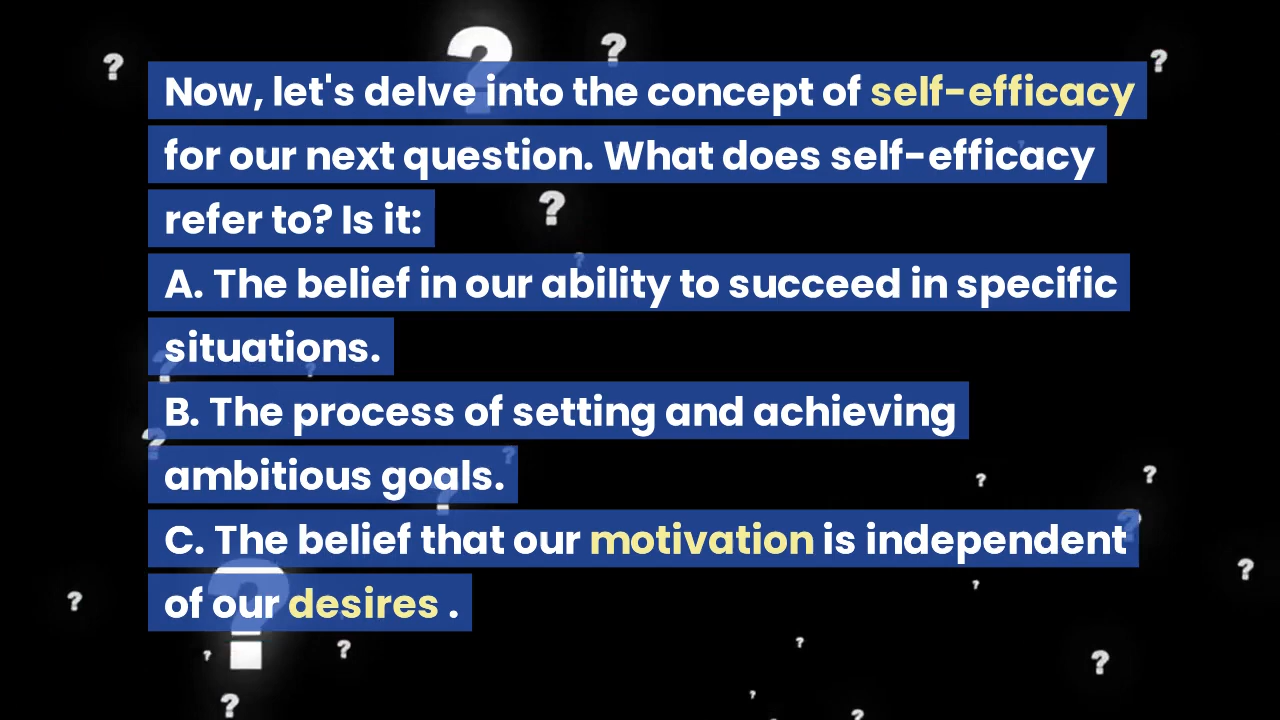 Now, let's delve into the concept of self-efficacy
for our next question. What does self-efficacy
refer to? Is it:
A. The belief in our ability to succeed in specific
situations.
B. The process of setting and achieving
ambitious goals.
C. The belief that our motivation is independent
of our desires .